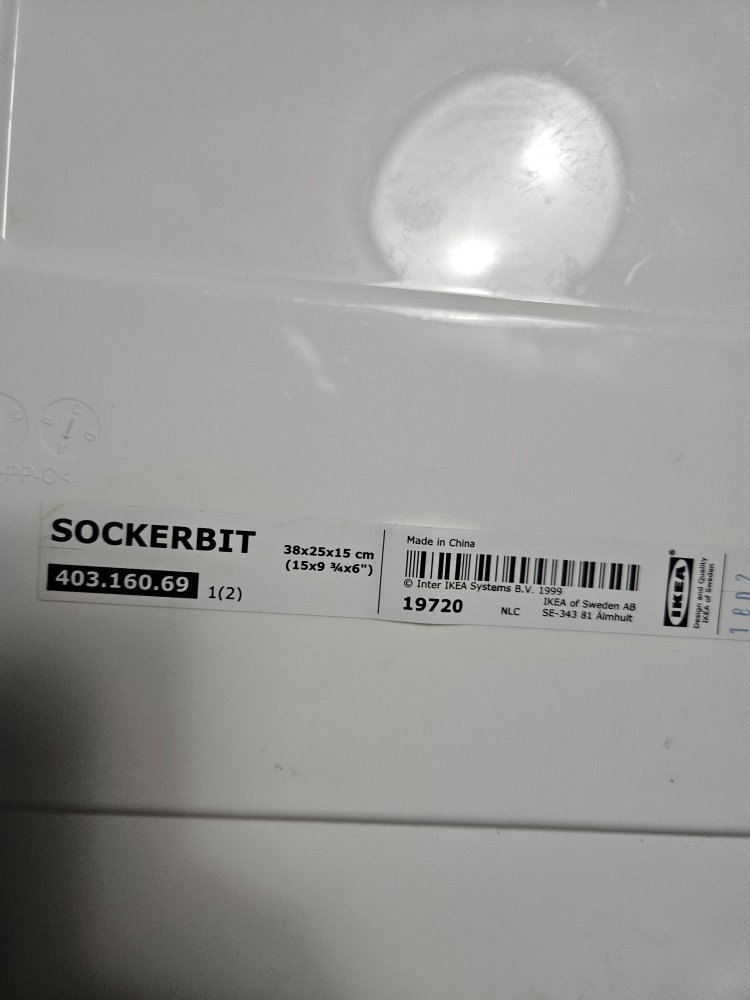 >PP-C<
SOCKERBIT
403.160.69
1(2)
38x25x15 cm
(15x9 ¾x6")
Made in China
© Inter IKEA Systems B.V. 1999
19720
NLC
IKEA of Sweden AB
SE-343 81 Älmhult
IKEA®
Design and Quality
IKEA of Sweden